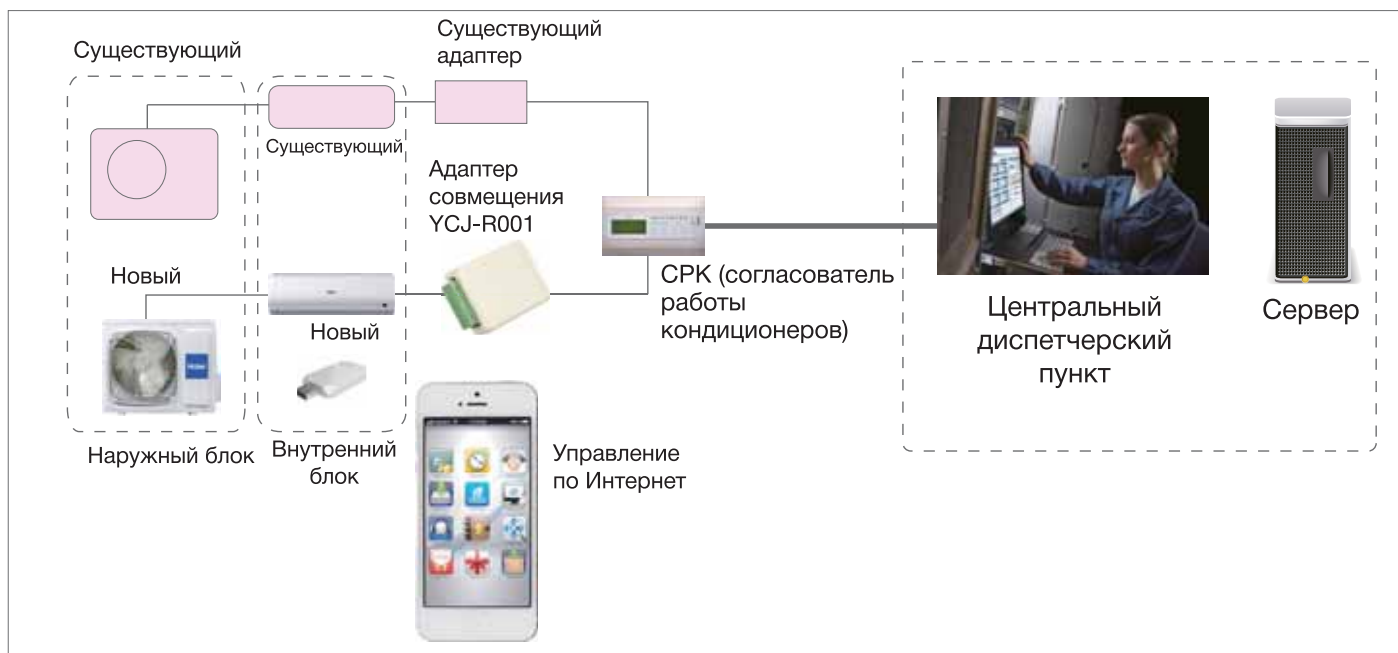 Существующий
Существующий
адаптер
Существующий
Адаптер
совмещения
YCJ-R001
Новый
Новый
СРК (согласователь
работы
кондиционеров)
Центральный
диспетчерский
пункт
Сервер
Наружный блок
Внутренний
блок
Управление
по Интернет
Haier